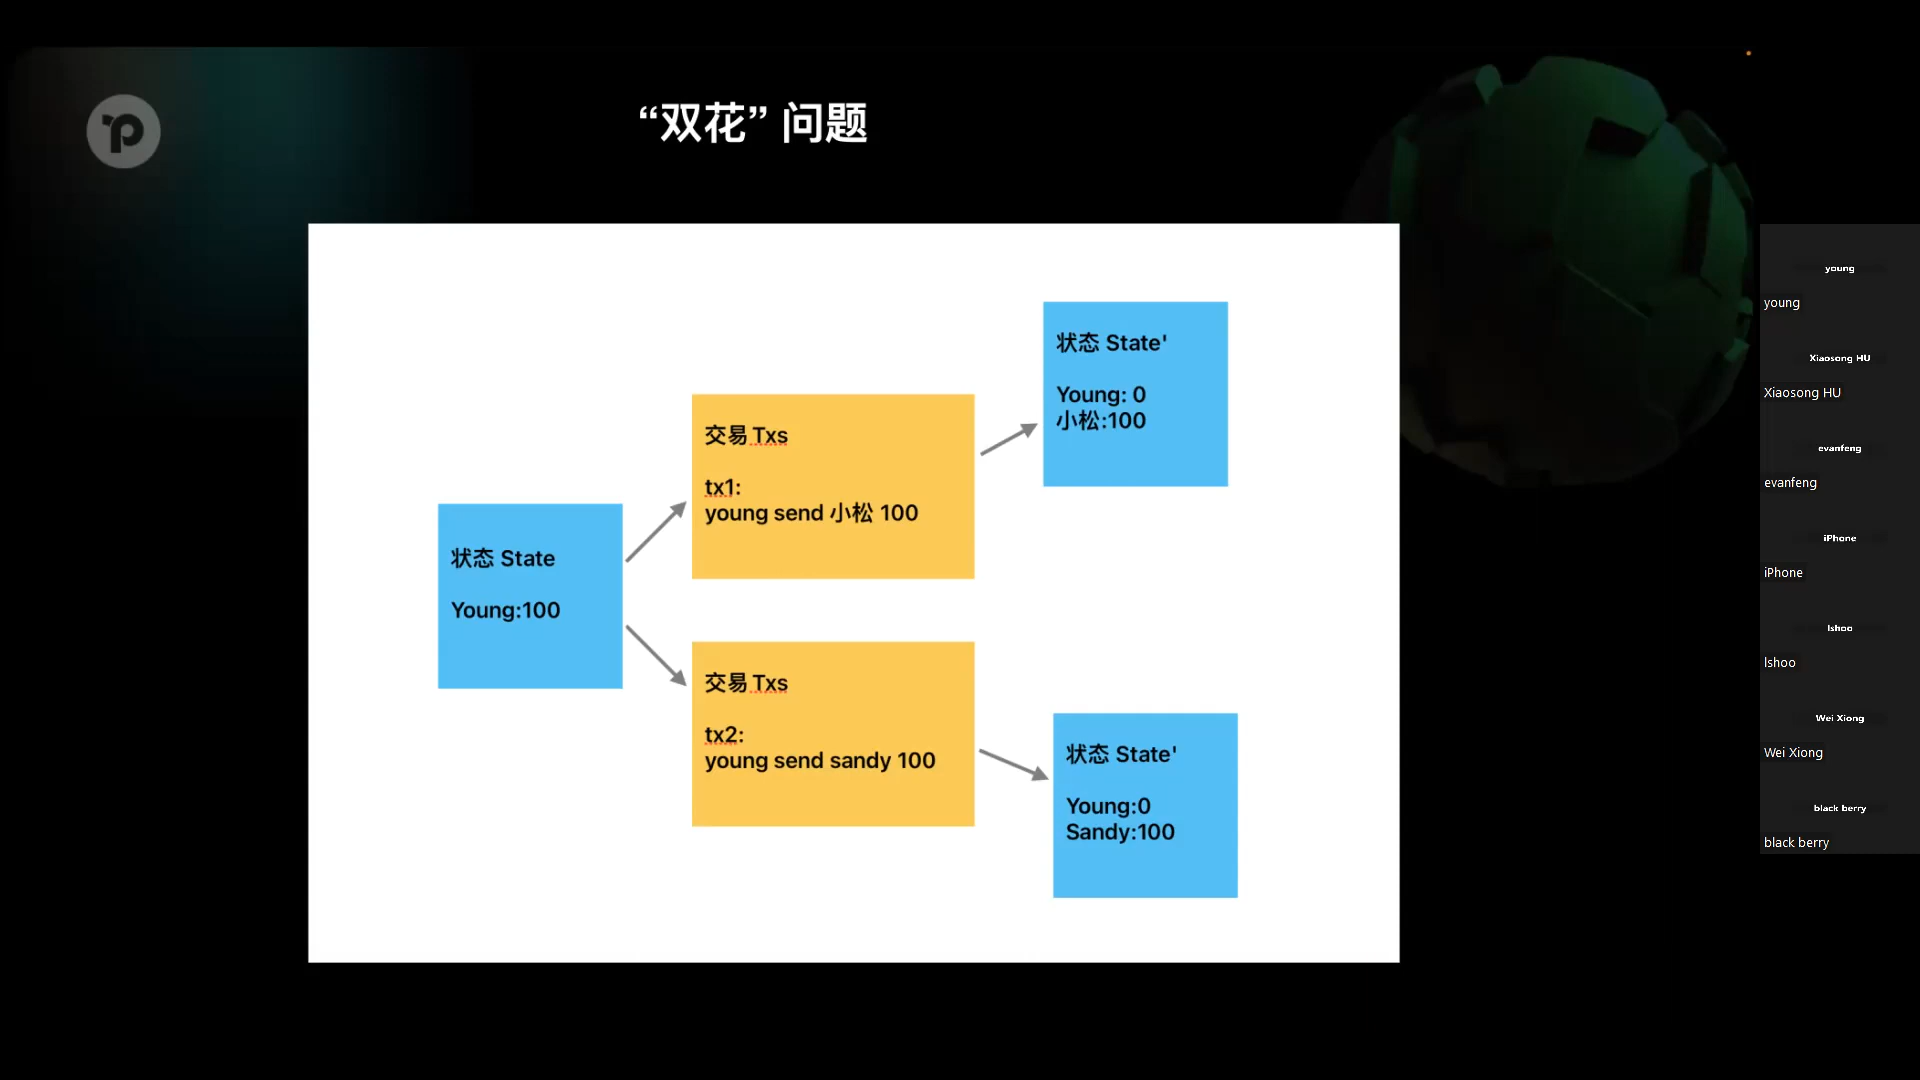 “双花” 问题
状态 State
Young:100
交易 Txs
tx1:
young send 小松 100
状态 State'
Young: 0
小松:100
交易 Txs
tx2:
young send sandy 100
状态 State'
Young:0
Sandy:100
young
young
Xiaosong HU
Xiaosong HU
evanfeng
evanfeng
iPhone
iPhone
lshoo
lshoo
Wei Xiong
Wei Xiong
black berry
black berry